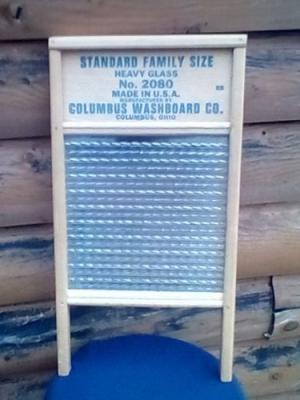 STANDARD FAMILY SIZE
HEAVY GLASS
No. 2080
MADE IN U.S.A.
MANUFACTURED BY
COLUMBUS WASHBOARD CO.
COLUMBUS, OHIO